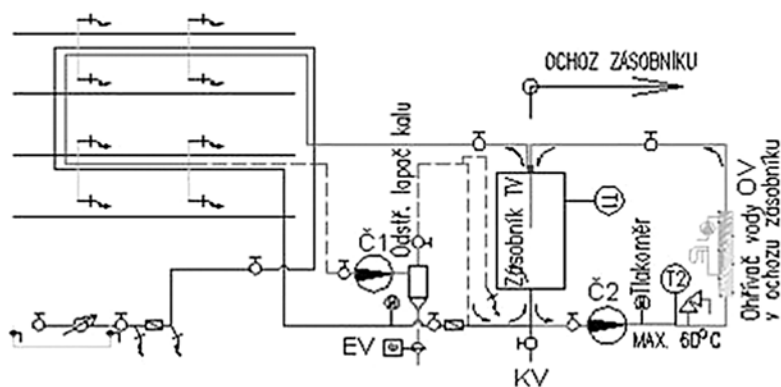 OCHOZ ZÁSOBNÍKU
Odstř. lapač kalu
Zásobník TV
T1
Č1
Tlakoměr
Ohřívač vody OV
v ochozu zásobníku
T2
Č2
MAX. 60°C
EV
e
KV